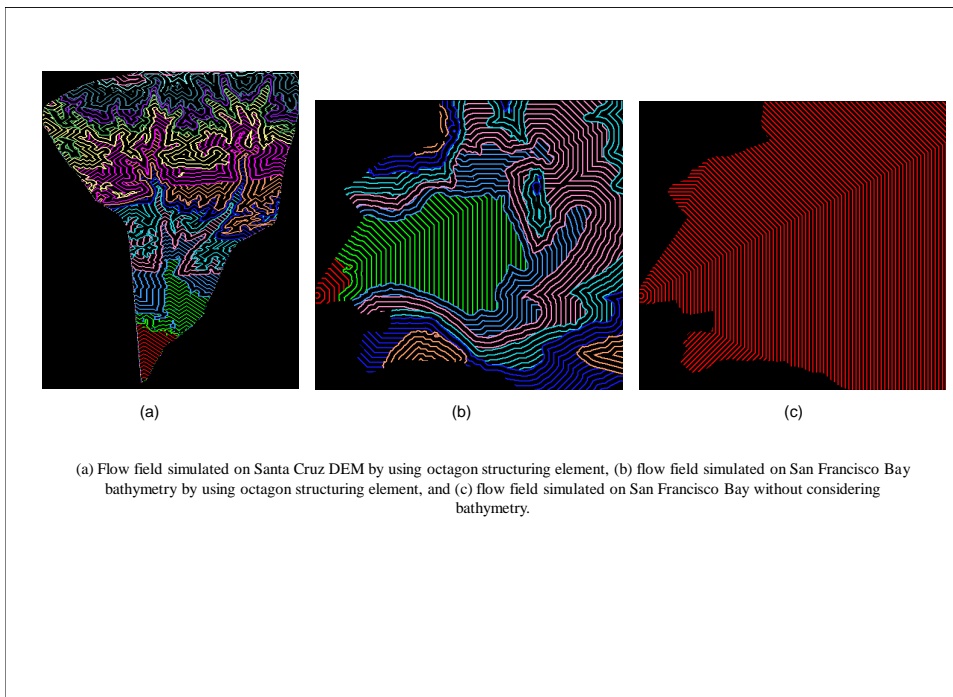 (a)
(b)
(c)
(a) Flow field simulated on Santa Cruz DEM by using octagon structuring element, (b) flow field simulated on San Francisco Bay
bathymetry by using octagon structuring element, and (c) flow field simulated on San Francisco Bay without considering
bathymetry.